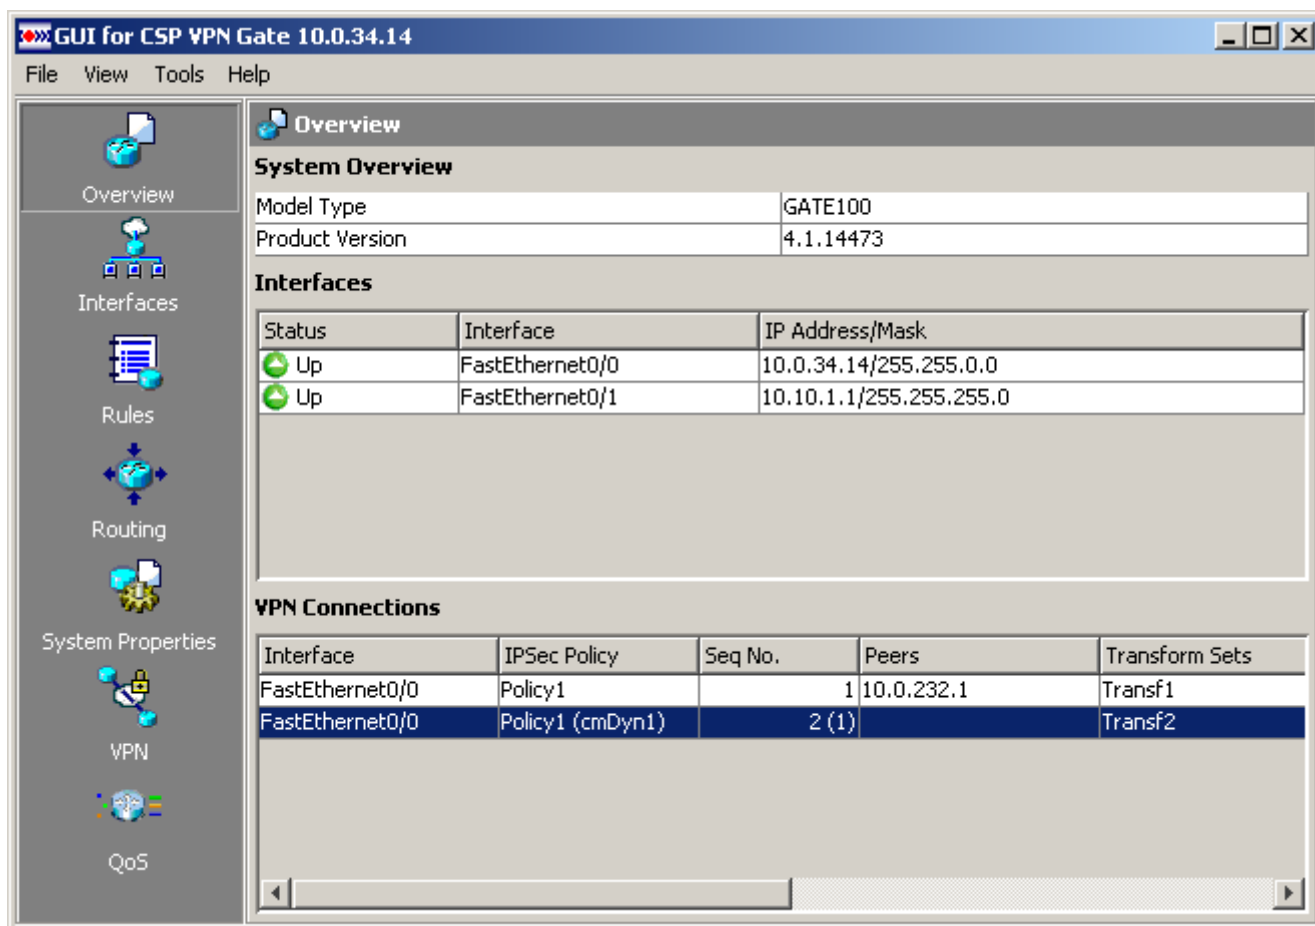 GUI for CSP VPN Gate 10.0.34.14
File View Tools Help
Overview
Interfaces
Rules
Routing
System Properties
VPN
QoS
Overview
System Overview
Model Type GATE100
Product Version 4.1.14473
Interfaces
Status Interface IP Address/Mask
Up FastEthernet0/0 10.0.34.14/255.255.0.0
Up FastEthernet0/1 10.10.1.1/255.255.255.0
VPN Connections
Interface IPSec Policy Seq No. Peers Transform Sets
FastEthernet0/0 Policy1 1 10.0.232.1 Transf1
FastEthernet0/0 Policy1 (cmDyn1) 2 (1) Transf2